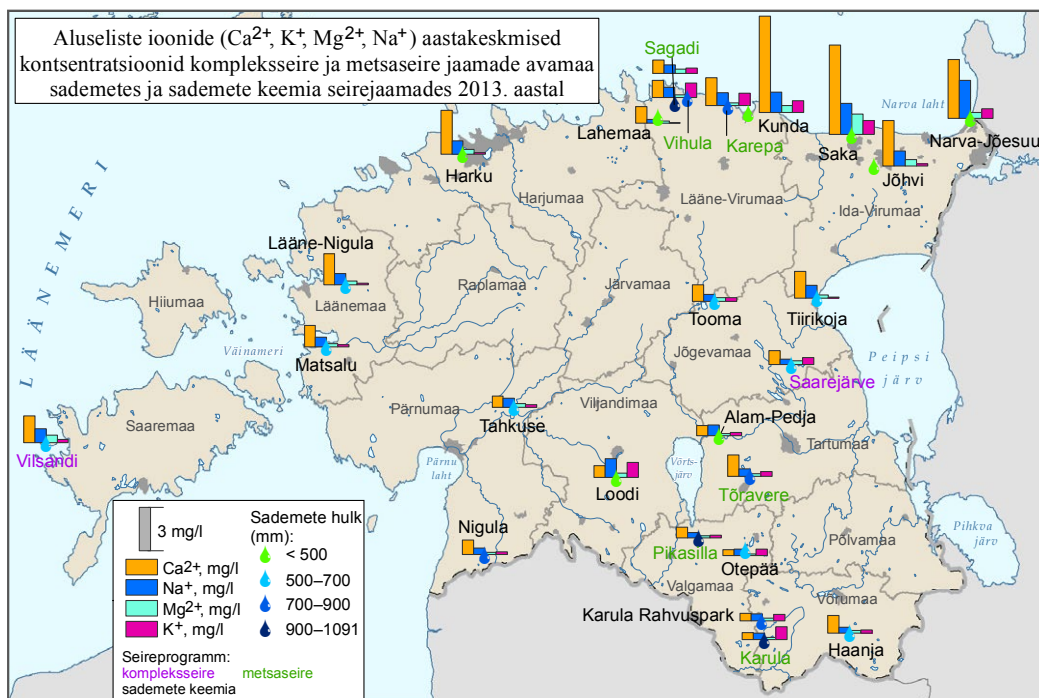 Aluseliste ioonide (Ca²⁺, K⁺, Mg²⁺, Na⁺) aastakeskmised
kontsentratsioonid kompleksseire ja metsaseire jaamade avamaa
sademetes ja sademete keemia seirejaamades 2013. aastal
Sagadi
Narva laht
Lahemaa
Vihula
Karepa
Kunda
Saka
Narva-Jõesuu
Jõhvi
Harku
Harjumaa
Lääne-Virumaa
Ida-Virumaa
LÄÄNEMERI
Lääne-Nigula
Hiiumaa
Läänemaa
Raplamaa
Järvamaa
Tooma
Tiirikoja
Väinameri
Matsalu
Jõgevamaa
Peipsi
järv
Saarejärve
Saaremaa
Pärnumaa
Tahkuse
Viljandimaa
Alam-Pedja
Tartumaa
Vilsandi
Pärnu
laht
Võrts-
järv
Loodi
Tõravere
Pihkva
järv
Nigula
Pikasilla
Otepää
Põlvamaa
Valgamaa
Karula Rahvuspark
Võrumaa
Karula
Haanja
3 mg/l
Ca²⁺, mg/l
Na⁺, mg/l
Mg²⁺, mg/l
K⁺, mg/l
Sademete hulk
(mm):
< 500
500–700
700–900
900–1091
Seireprogramm:
kompleksseire metsaseire
sademete keemia